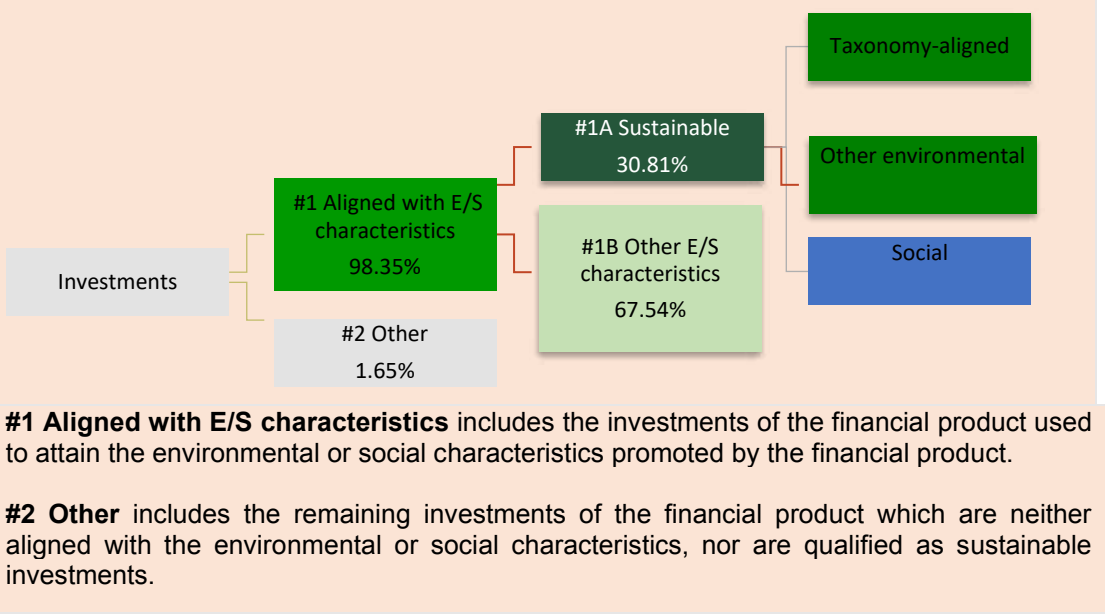 Taxonomy-aligned
#1A Sustainable
30.81%
Other environmental
#1 Aligned with E/S
characteristics
98.35%
#1B Other E/S
characteristics
67.54%
Social
Investments
#2 Other
1.65%
#1 Aligned with E/S characteristics includes the investments of the financial product used
to attain the environmental or social characteristics promoted by the financial product.
#2 Other includes the remaining investments of the financial product which are neither
aligned with the environmental or social characteristics, nor are qualified as sustainable
investments.